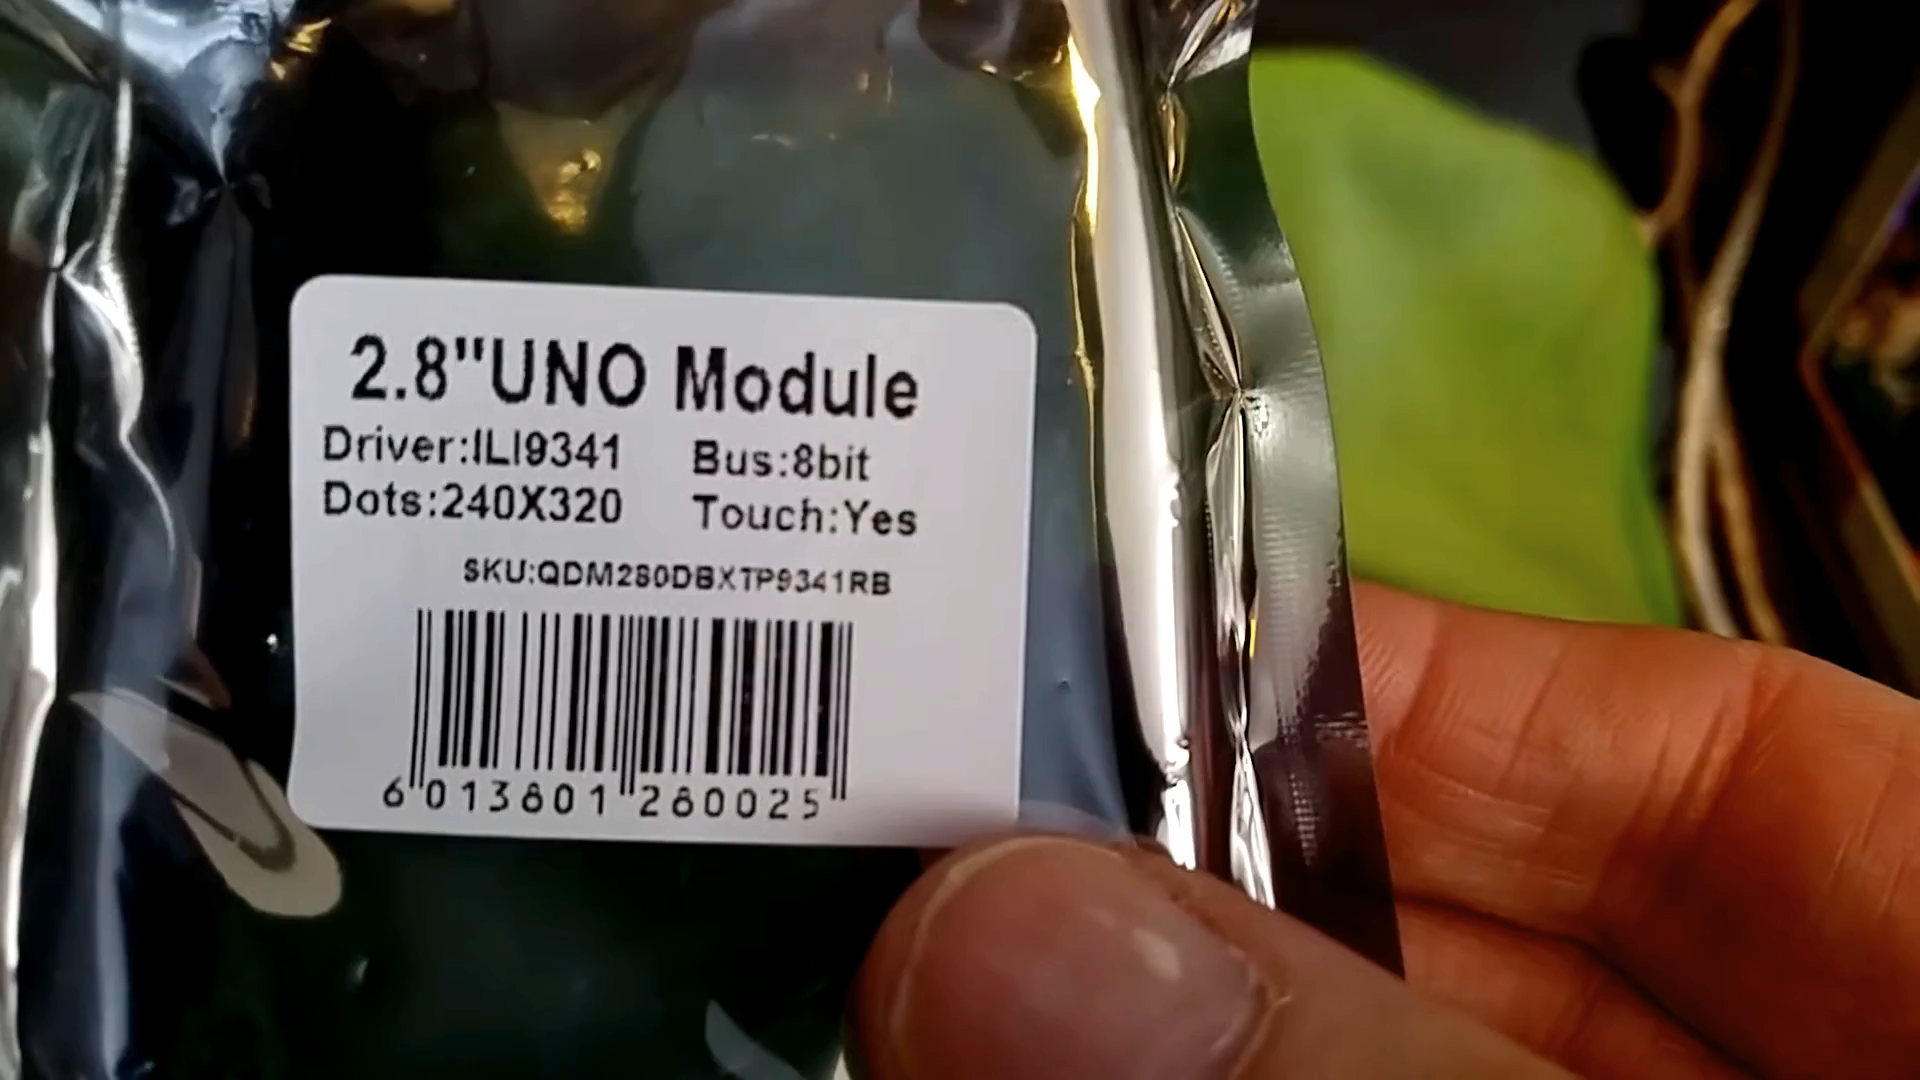 2.8"UNO Module
Driver:ILI9341 Bus:8bit
Dots:240X320 Touch:Yes
SKU:QDM280DBXTP9341RB
6 013801 280025